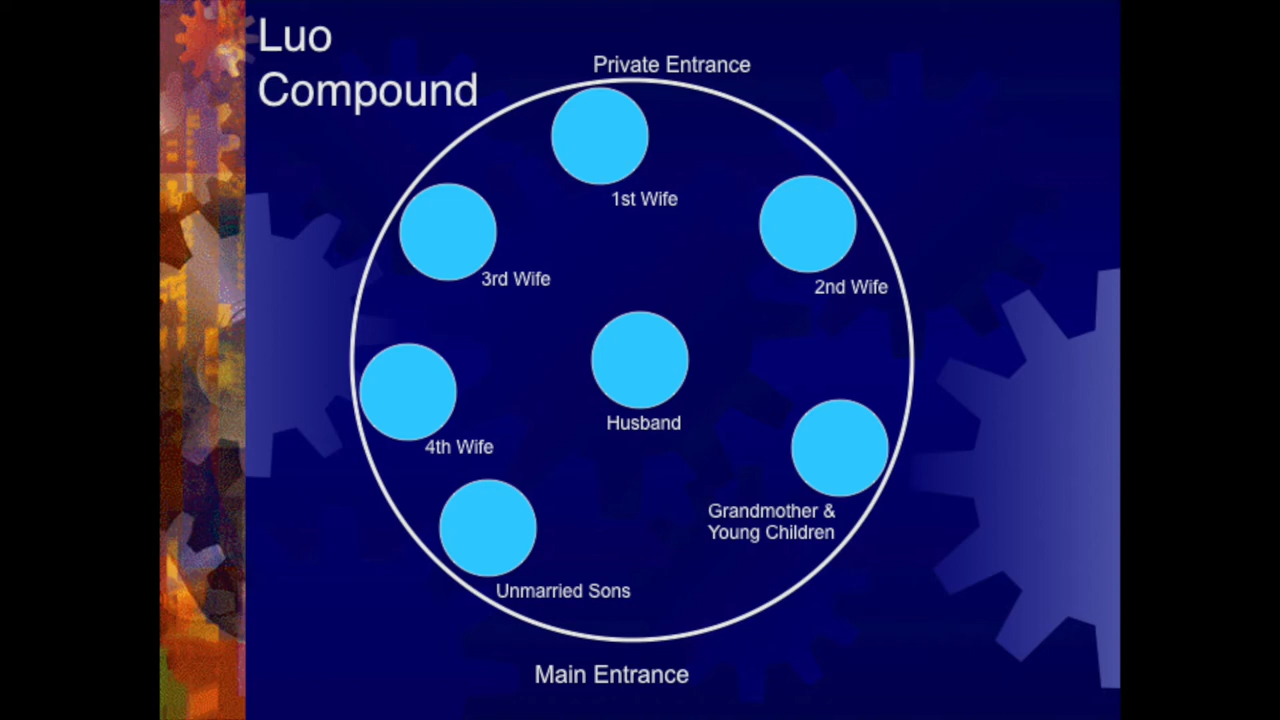 Luo
Compound
Private Entrance
1st Wife
3rd Wife
2nd Wife
Husband
4th Wife
Grandmother &
Young Children
Unmarried Sons
Main Entrance